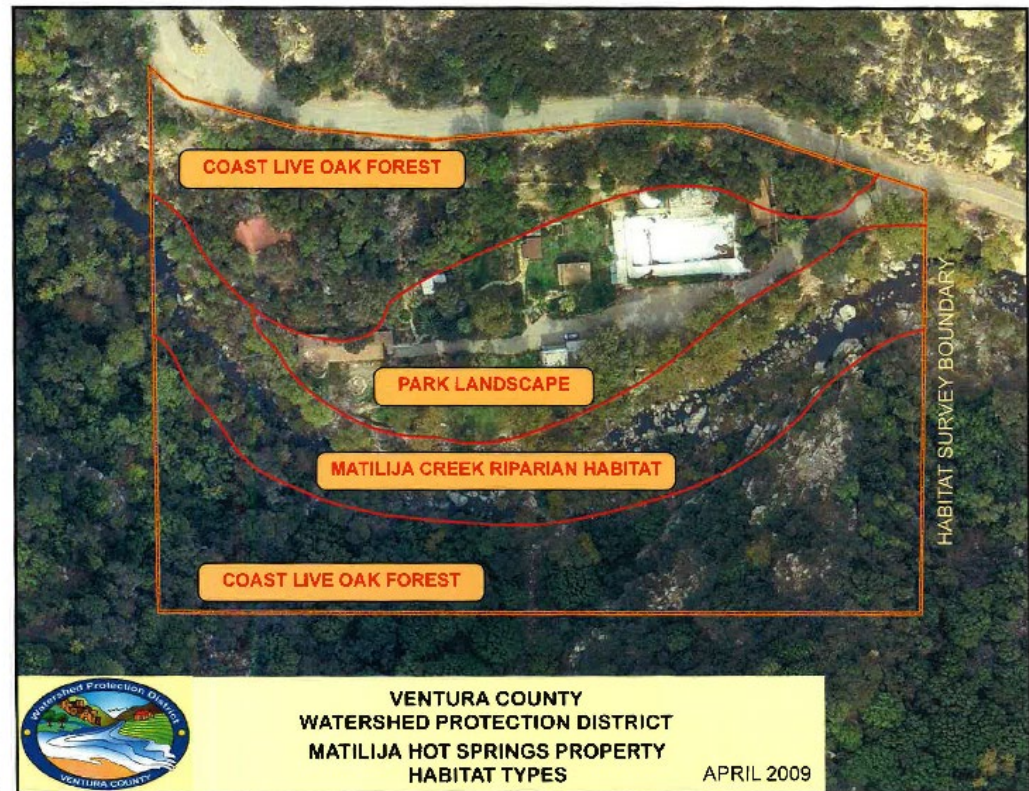 COAST LIVE OAK FOREST
PARK LANDSCAPE
MATILIJA CREEK RIPARIAN HABITAT
COAST LIVE OAK FOREST
HABITAT SURVEY BOUNDARY
Watershed Protection District
VENTURA COUNTY
VENTURA COUNTY
WATERSHED PROTECTION DISTRICT
MATILIJA HOT SPRINGS PROPERTY
HABITAT TYPES
APRIL 2009